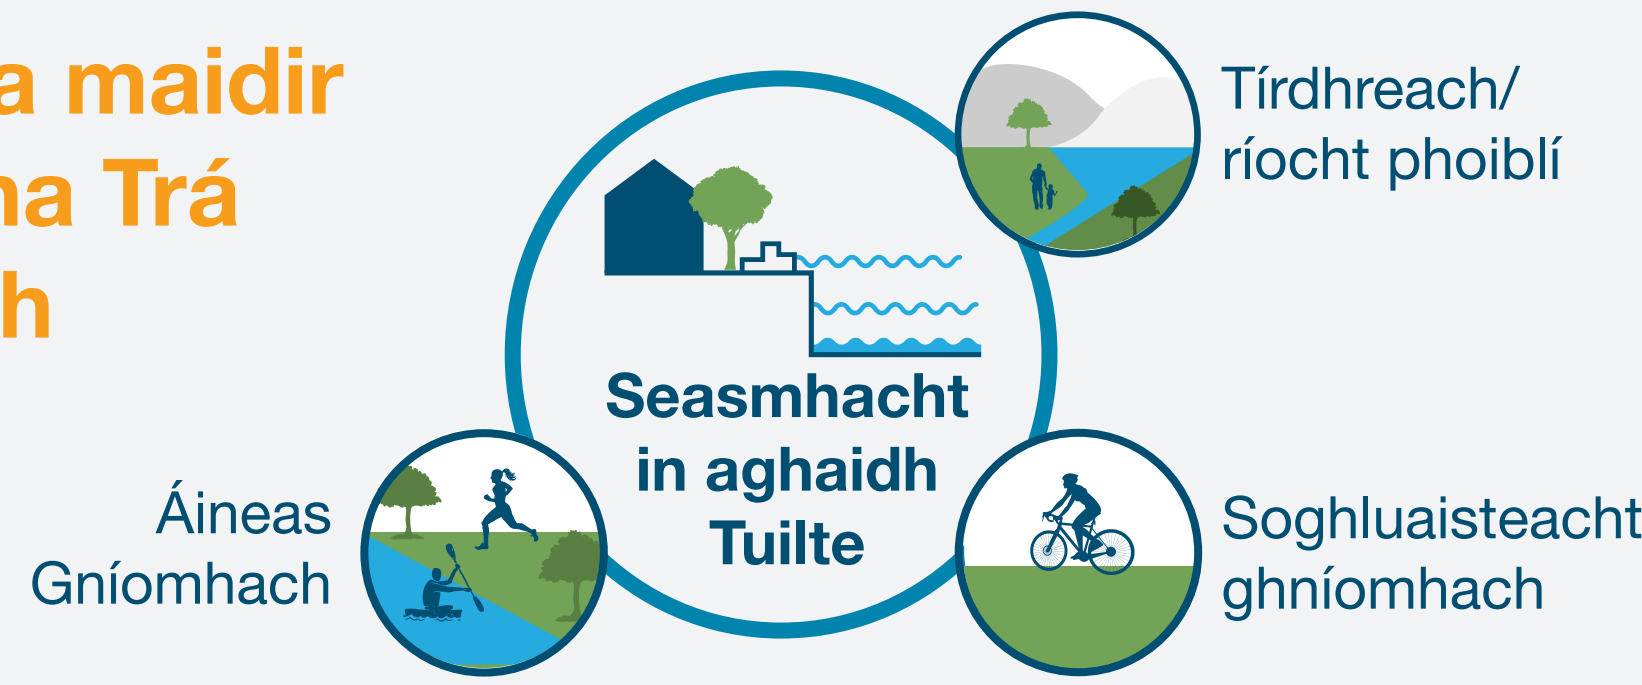 a maidir
na Trá
h
Tírdhreach/
ríocht phoiblí
Seasmhacht
in aghaidh
Tuilte
Áineas
Gníomhach
Soghluaisteacht
ghníomhach